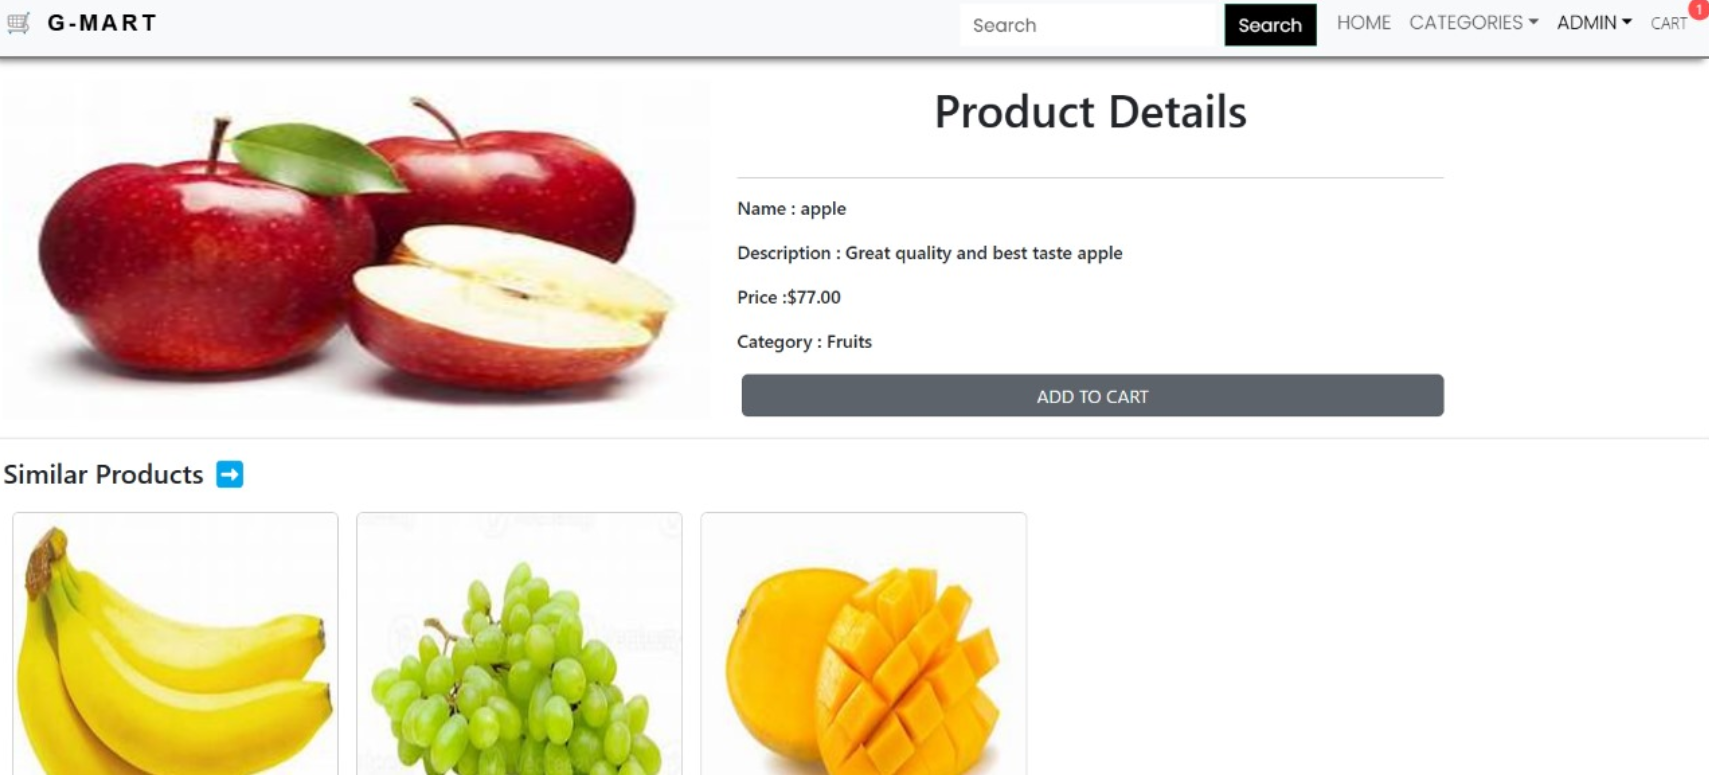 G-MART
Search
Search
HOME
CATEGORIES
ADMIN
CART
1
Product Details
Name : apple
Description : Great quality and best taste apple
Price :$77.00
Category : Fruits
ADD TO CART
Similar Products